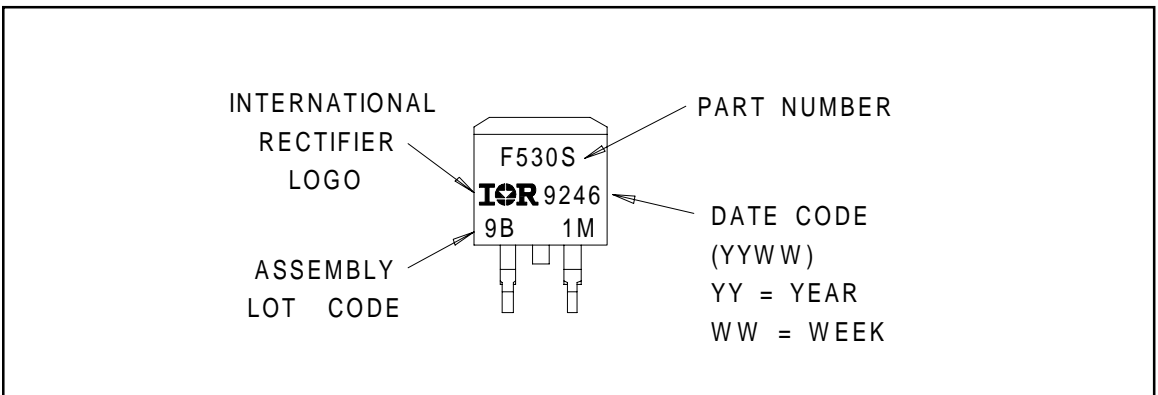 INTERNATIONAL
RECTIFIER
LOGO
ASSEMBLY
LOT CODE
F530S
IOR 9246
9B 1M
PART NUMBER
DATE CODE
(YYWW)
YY = YEAR
WW = WEEK